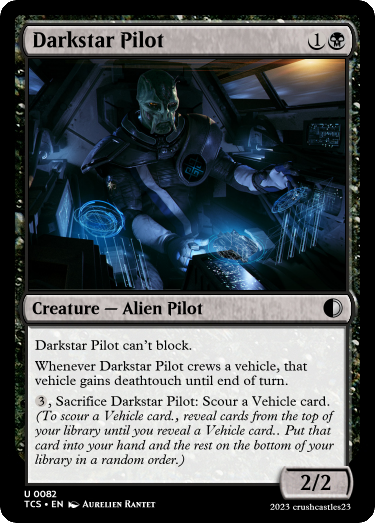 Darkstar Pilot 1
Creature — Alien Pilot
Darkstar Pilot can't block.
Whenever Darkstar Pilot crews a vehicle, that
vehicle gains deathtouch until end of turn.
3, Sacrifice Darkstar Pilot: Scour a Vehicle card.
(To scour a Vehicle card., reveal cards from the top of
your library until you reveal a Vehicle card.. Put that
card into your hand and the rest on the bottom of your
library in a random order.)
2/2
U 0082
TCS • EN Aurelien Rantet
2023 crushcastles23